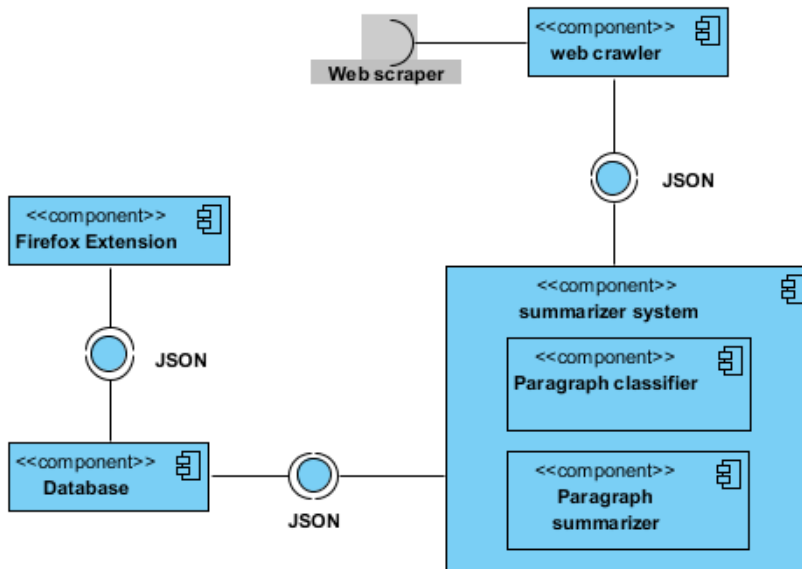 <<component>>
web crawler
Web scraper
JSON
<<component>>
Firefox Extension
JSON
<<component>>
summarizer system
<<component>>
Paragraph classifier
<<component>>
Paragraph
summarizer
<<component>>
Database
JSON